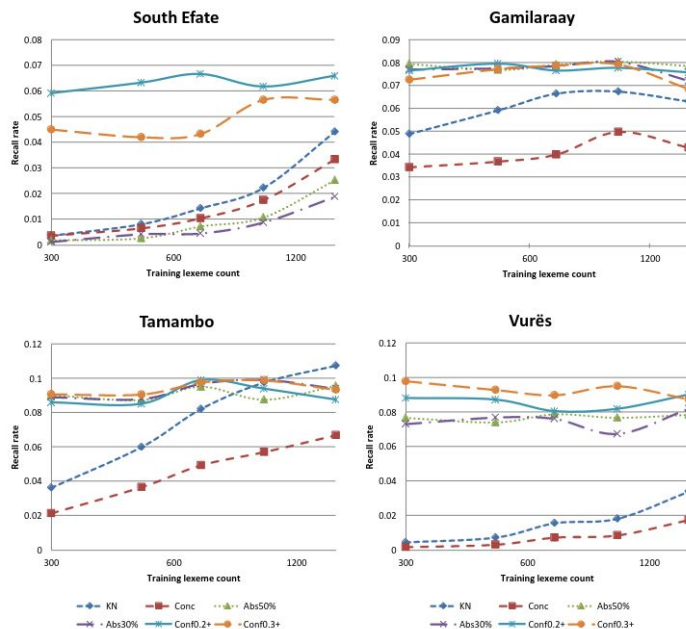 South Efate
0.08
0.07
0.06
0.05
0.04
0.03
0.02
0.01
0
Recall rate
300
600
1200
Training lexeme count
Gamilaraay
0.09
0.08
0.07
0.06
0.05
0.04
0.03
0.02
0.01
0
Recall rate
300
600
1200
Training lexeme count
Tamambo
0.12
0.1
0.08
0.06
0.04
0.02
0
Recall rate
300
600
1200
Training lexeme count
Vurës
0.12
0.1
0.08
0.06
0.04
0.02
0
Recall rate
300
600
1200
Training lexeme count
KN Conc Abs50%
Abs30% Conf0.2+ Conf0.3+
KN Conc Abs50%
Abs30% Conf0.2+ Conf0.3+